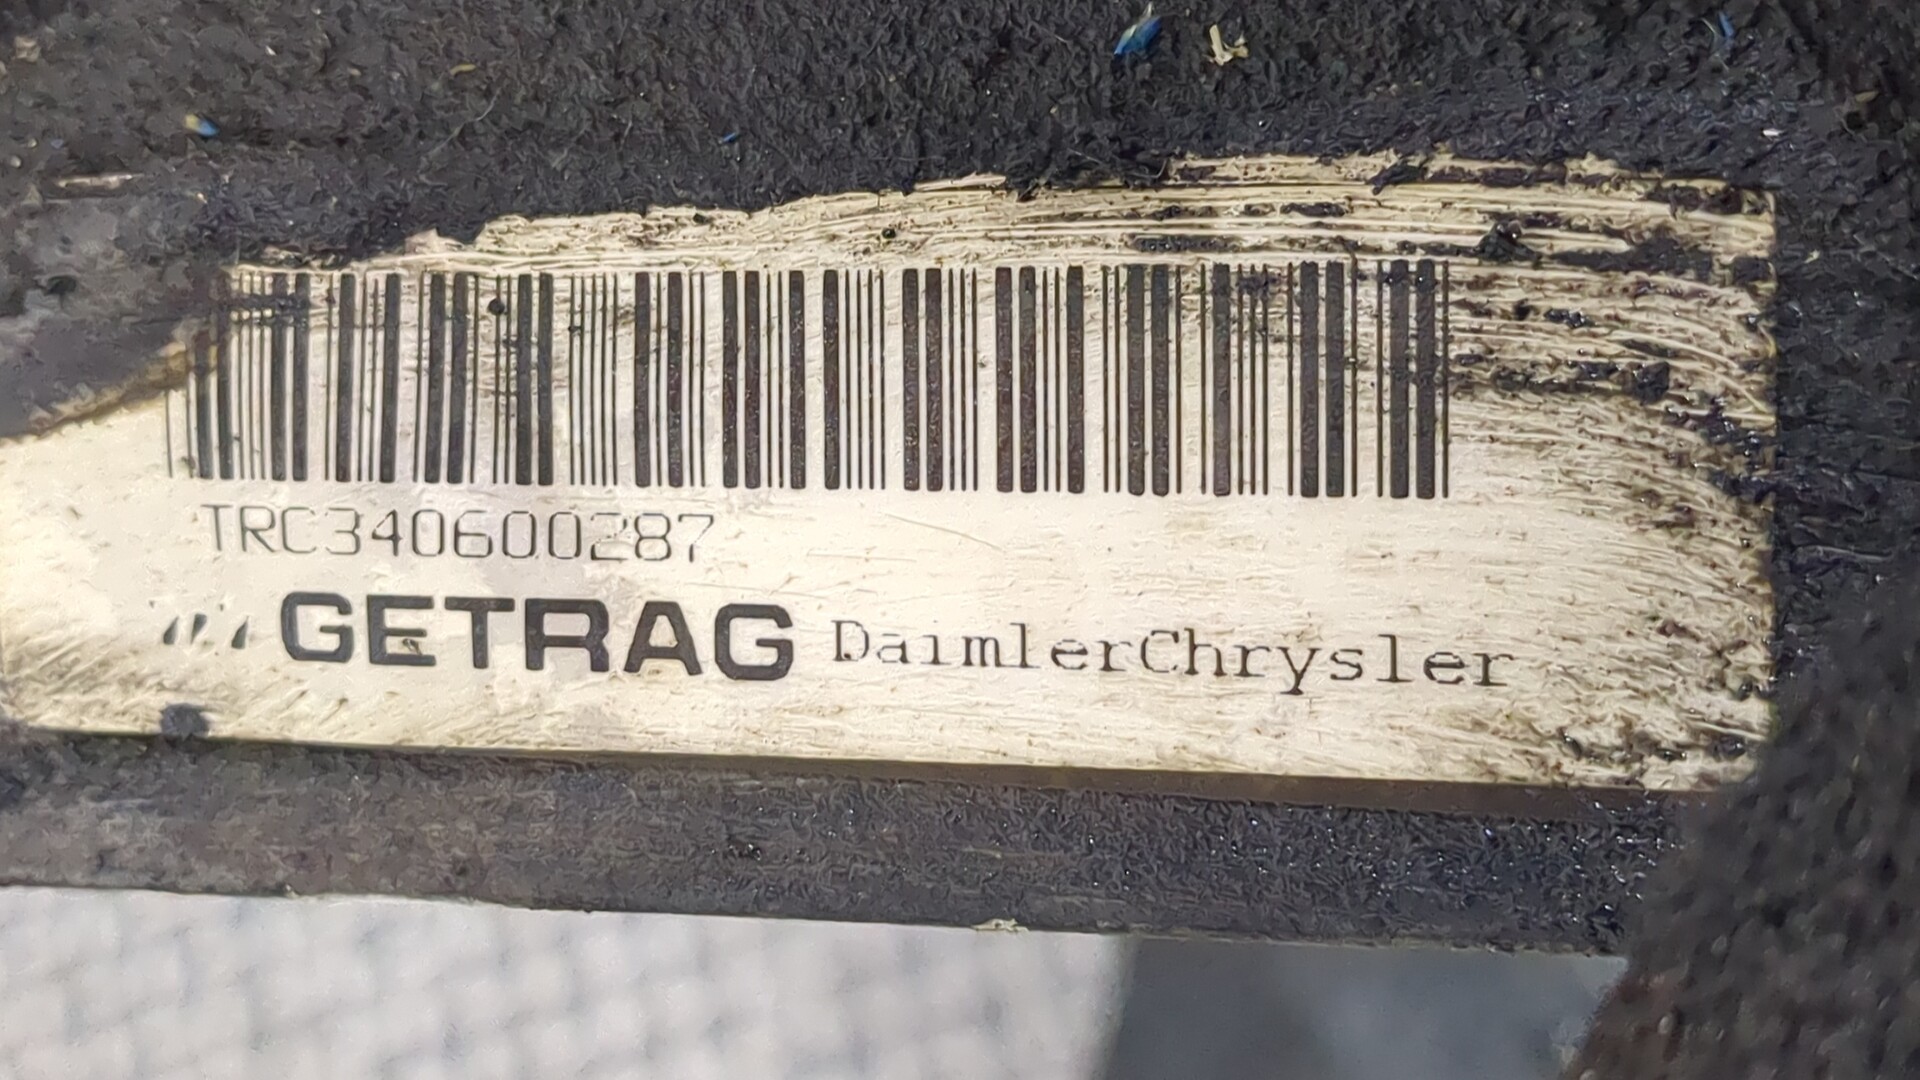 TRC340600287
GETRAG DaimlerChrysler